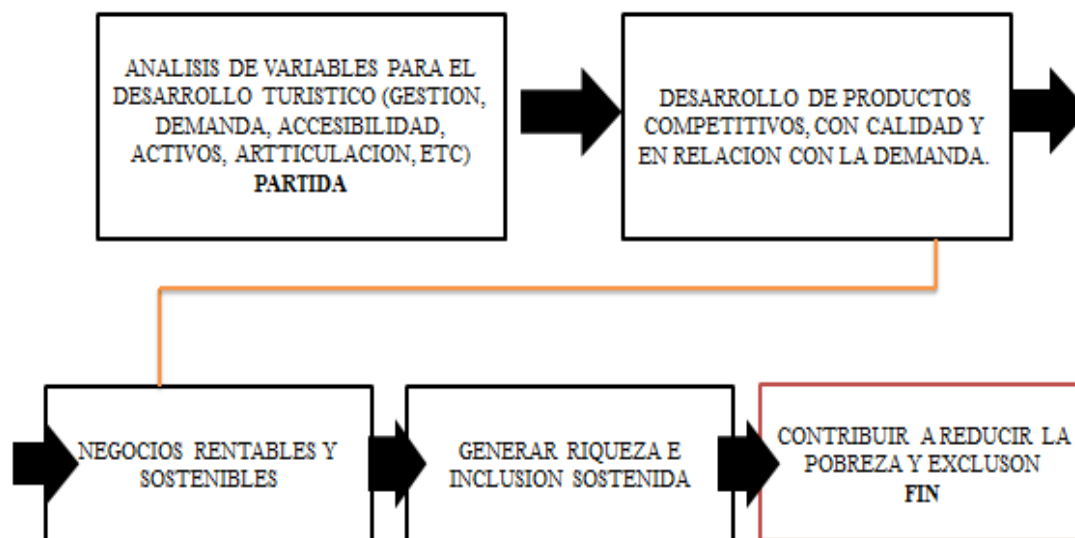 ANALISIS DE VARIABLES PARA EL
DESARROLLO TURISTICO (GESTION,
DEMANDA, ACCESIBILIDAD,
ACTIVOS, ARTTICULACION, ETC)
PARTIDA
DESARROLLO DE PRODUCTOS
COMPETITIVOS, CON CALIDAD Y
EN RELACION CON LA DEMANDA.
NEGOCIOS RENTABLES Y
SOSTENIBLES
GENERAR RIQUEZA E
INCLUSION SOSTENIDA
CONTRIBUIR A REDUCIR LA
POBREZA Y EXCLUSON
FIN